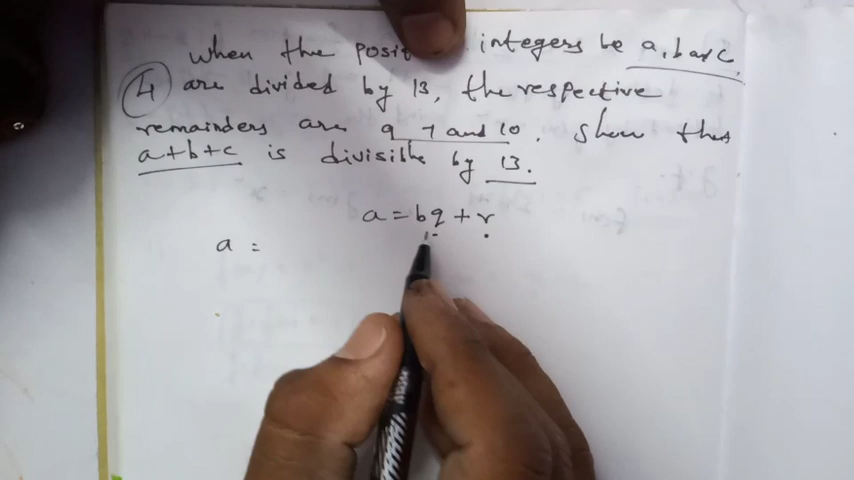 when the posit integers be a, b and c
4 are divided by 13, the respective
remainders are 9 7 and 10. show that
a+b+c is divisible by 13.
a = bq + r
a =